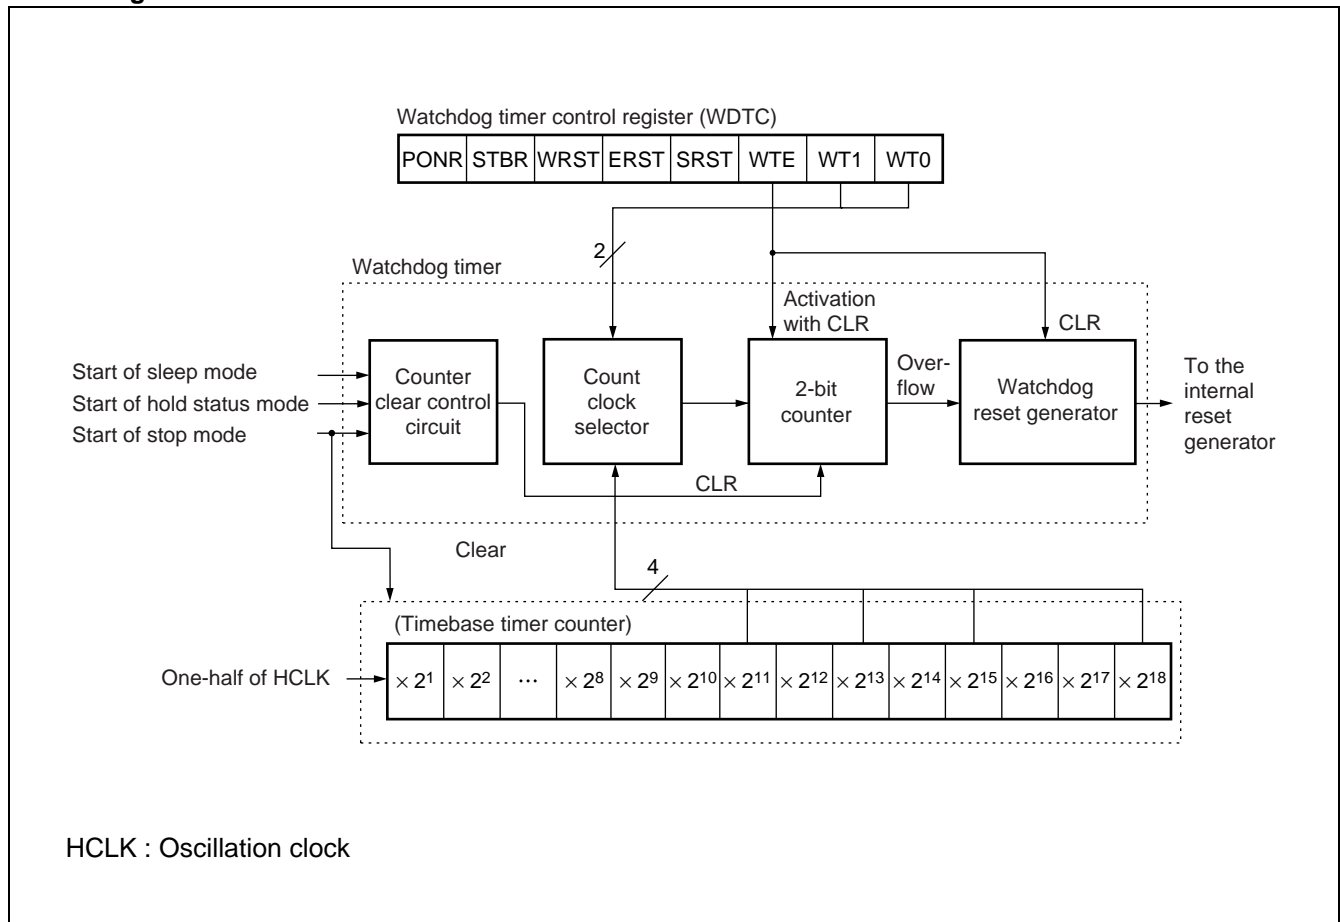 Watchdog timer control register (WDTC)
PONR STBR WRST ERST SRST WTE WT1 WT0
2
Watchdog timer
Activation
with CLR
CLR
Start of sleep mode
Start of hold status mode
Start of stop mode
Counter
clear control
circuit
Count
clock
selector
2-bit
counter
Over-
flow
Watchdog
reset generator
To the
internal
reset
generator
CLR
Clear
4
(Timebase timer counter)
One-half of HCLK
× 2¹ × 2² ··· × 2⁸ × 2⁹ × 2¹⁰ × 2¹¹ × 2¹² × 2¹³ × 2¹⁴ × 2¹⁵ × 2¹⁶ × 2¹⁷ × 2¹⁸
HCLK : Oscillation clock